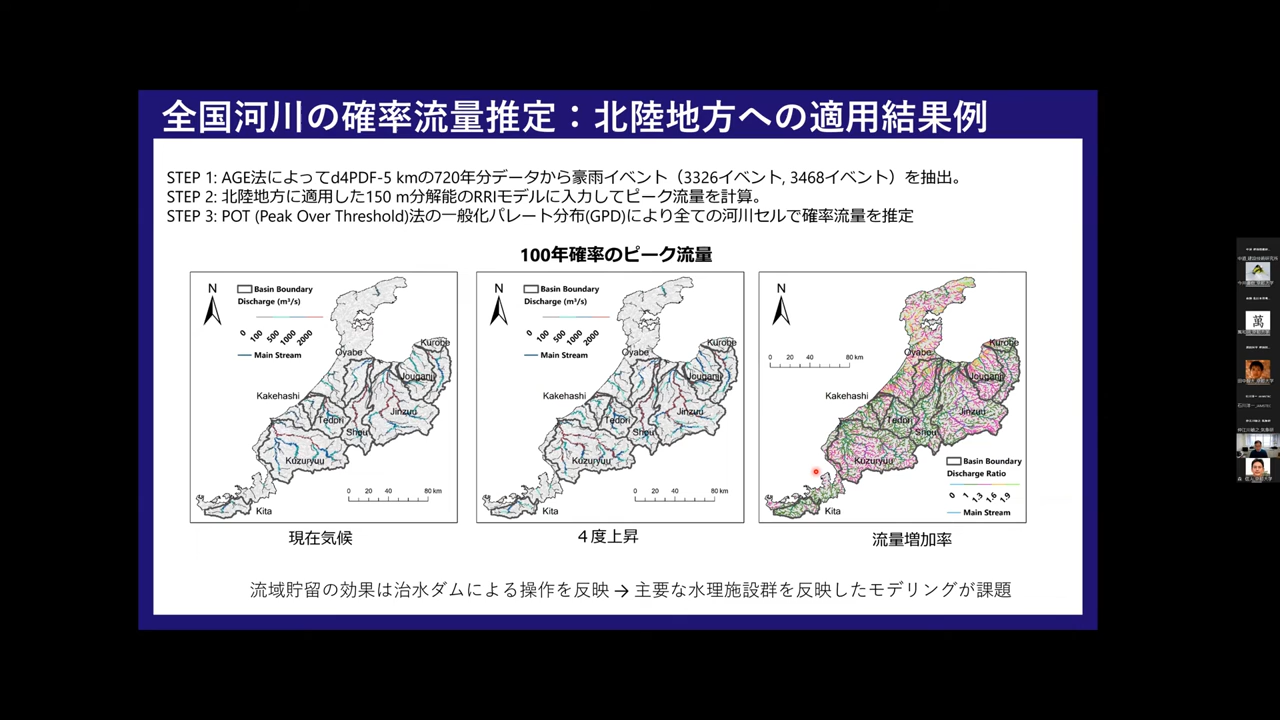 全国河川の確率流量推定：北陸地方への適用結果例
STEP 1: AGE法によってd4PDF-5 kmの720年分データから豪雨イベント（3326イベント, 3468イベント）を抽出。
STEP 2: 北陸地方に適用した150 m分解能のRRIモデルに入力してピーク流量を計算。
STEP 3: POT (Peak Over Threshold)法の一般化パレート分布(GPD)により全ての河川セルで確率流量を推定
100年確率のピーク流量
N
Basin Boundary
Discharge (m³/s)
0 100 500 1000 2000
Main Stream
Oyabe
Kurobe
Jouganji
Kakehashi
Tedori
Jinzuu
Shou
Kuzuryuu
Kita
0 20 40 80 km
現在気候
N
Basin Boundary
Discharge (m³/s)
0 100 500 1000 2000
Main Stream
Oyabe
Kurobe
Jouganji
Kakehashi
Tedori
Jinzuu
Shou
Kuzuryuu
Kita
0 20 40 80 km
４度上昇
N
0 20 40 80 km
Oyabe
Kurobe
Jouganji
Kakehashi
Tedori
Jinzuu
Shou
Kuzuryuu
Kita
Basin Boundary
Discharge Ratio
0 1 1.3 1.6 1.9
Main Stream
流量増加率
流域貯留の効果は治水ダムによる操作を反映 → 主要な水理施設群を反映したモデリングが課題
萬